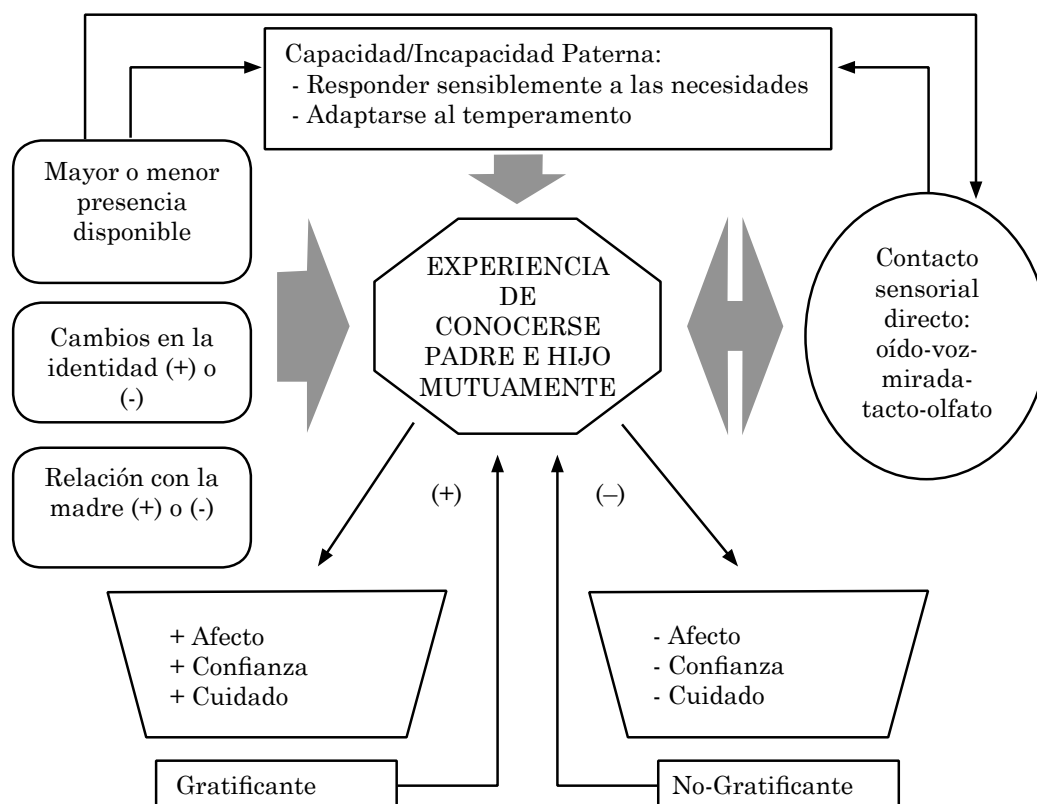 Capacidad/Incapacidad Paterna:
- Responder sensiblemente a las necesidades
- Adaptarse al temperamento
Mayor o menor
presencia
disponible
Cambios en la
identidad (+) o
(-)
Relación con la
madre (+) o (-)
EXPERIENCIA
DE
CONOCERSE
PADRE E HIJO
MUTUAMENTE
Contacto
sensorial
directo:
oído-voz-
mirada-
tacto-olfato
(+)
(–)
+ Afecto
+ Confianza
+ Cuidado
- Afecto
- Confianza
- Cuidado
Gratificante
No-Gratificante